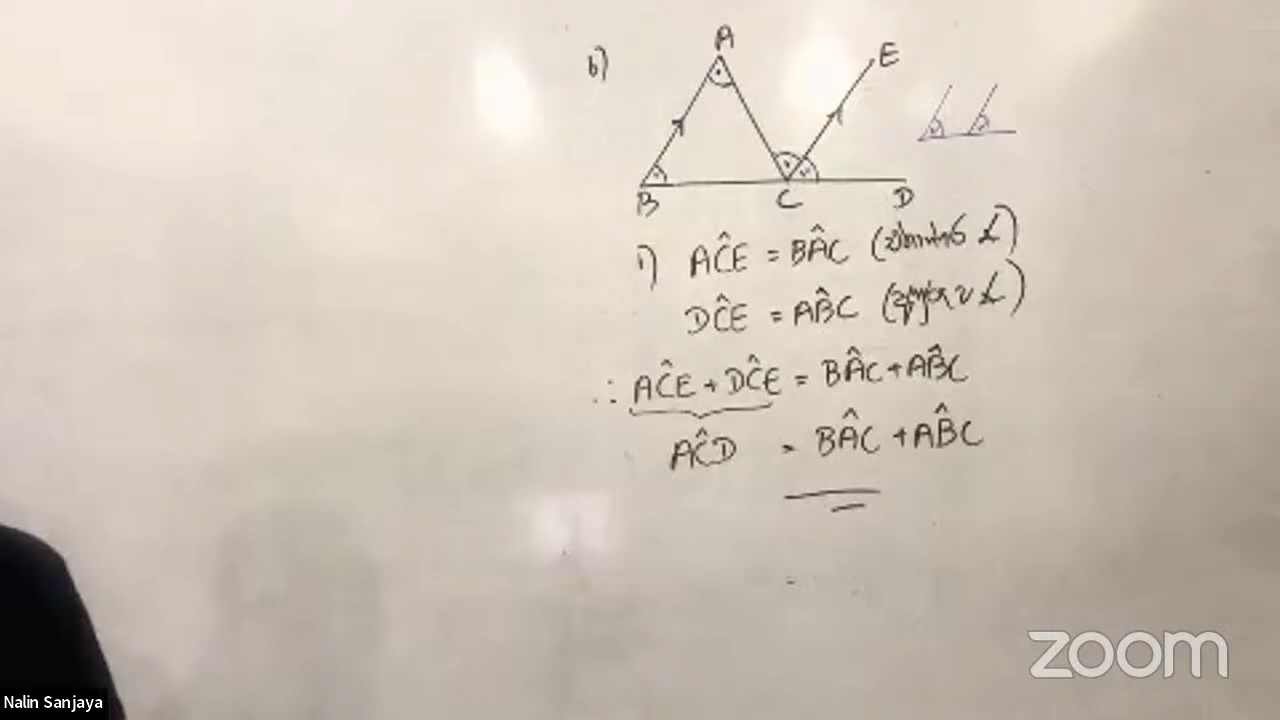 b)
A
E
B
C
D
i) AĈE = BÂC (
DĈE = AB̂C (
∴ AĈE + DĈE = BÂC + AB̂C
AĈD = BÂC + AB̂C
zoom
Nalin Sanjaya